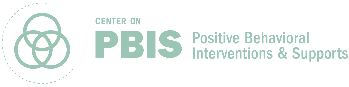 CENTER ON
PBIS
Positive Behavioral
Interventions & Supports